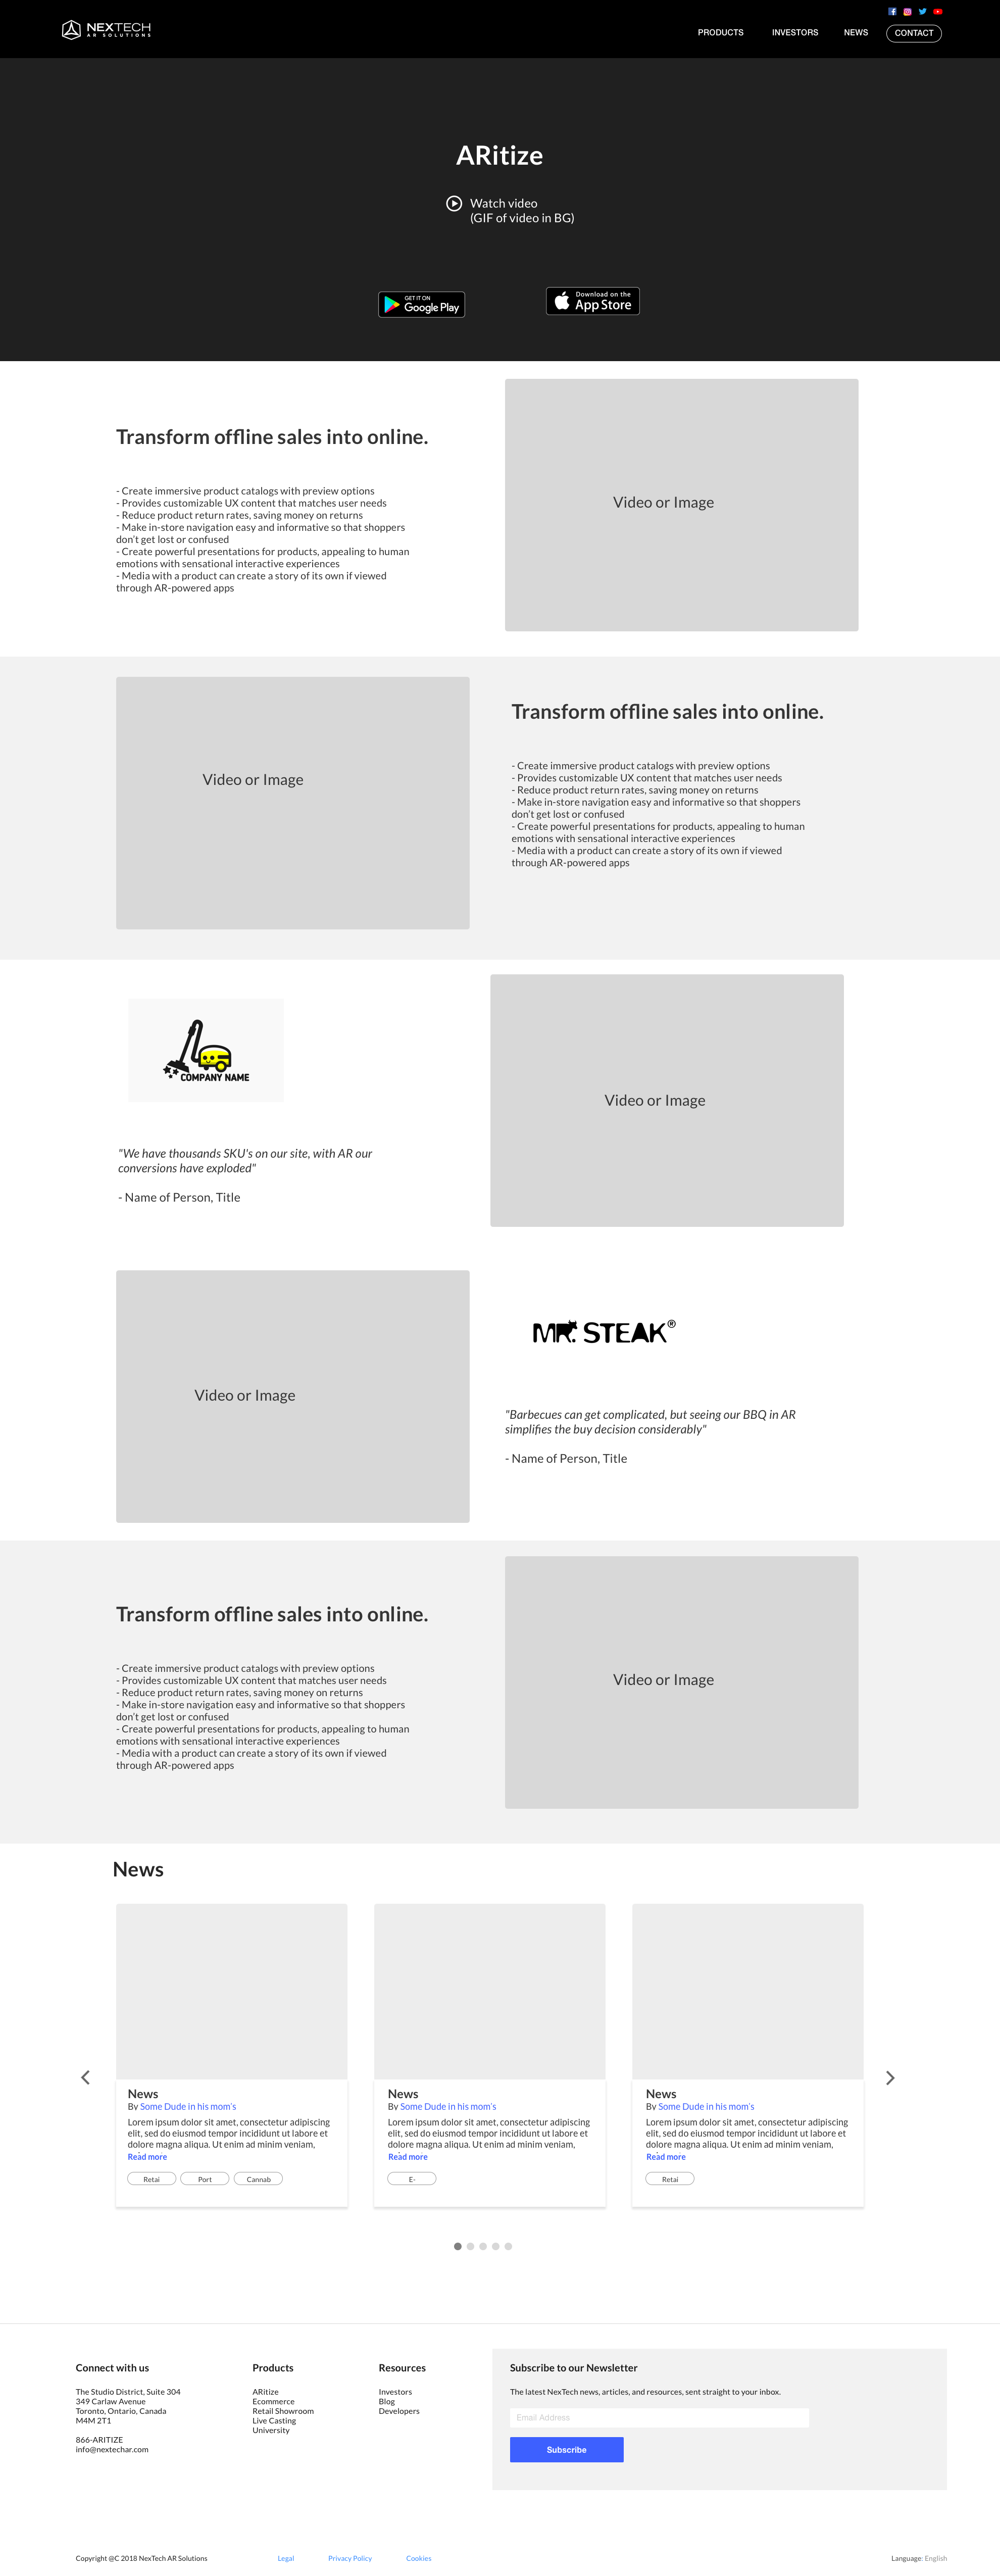 NEXTECH
AR SOLUTIONS
PRODUCTS
INVESTORS
NEWS
CONTACT
ARitize
Watch video
(GIF of video in BG)
GET IT ON
Google Play
Download on the
App Store
Transform offline sales into online.
- Create immersive product catalogs with preview options
- Provides customizable UX content that matches user needs
- Reduce product return rates, saving money on returns
- Make in-store navigation easy and informative so that shoppers
don't get lost or confused
- Create powerful presentations for products, appealing to human
emotions with sensational interactive experiences
- Media with a product can create a story of its own if viewed
through AR-powered apps
Video or Image
Video or Image
Transform offline sales into online.
- Create immersive product catalogs with preview options
- Provides customizable UX content that matches user needs
- Reduce product return rates, saving money on returns
- Make in-store navigation easy and informative so that shoppers
don't get lost or confused
- Create powerful presentations for products, appealing to human
emotions with sensational interactive experiences
- Media with a product can create a story of its own if viewed
through AR-powered apps
COMPANY NAME
"We have thousands SKU's on our site, with AR our
conversions have exploded"
- Name of Person, Title
Video or Image
Video or Image
MR. STEAK®
"Barbecues can get complicated, but seeing our BBQ in AR
simplifies the buy decision considerably"
- Name of Person, Title
Transform offline sales into online.
- Create immersive product catalogs with preview options
- Provides customizable UX content that matches user needs
- Reduce product return rates, saving money on returns
- Make in-store navigation easy and informative so that shoppers
don't get lost or confused
- Create powerful presentations for products, appealing to human
emotions with sensational interactive experiences
- Media with a product can create a story of its own if viewed
through AR-powered apps
Video or Image
News
News
By Some Dude in his mom's
Lorem ipsum dolor sit amet, consectetur adipiscing
elit, sed do eiusmod tempor incididunt ut labore et
dolore magna aliqua. Ut enim ad minim veniam,
Read more
Retai
Port
Cannab
News
By Some Dude in his mom's
Lorem ipsum dolor sit amet, consectetur adipiscing
elit, sed do eiusmod tempor incididunt ut labore et
dolore magna aliqua. Ut enim ad minim veniam,
Read more
E-
News
By Some Dude in his mom's
Lorem ipsum dolor sit amet, consectetur adipiscing
elit, sed do eiusmod tempor incididunt ut labore et
dolore magna aliqua. Ut enim ad minim veniam,
Read more
Retai
Connect with us
The Studio District, Suite 304
349 Carlaw Avenue
Toronto, Ontario, Canada
M4M 2T1
866-ARITIZE
info@nextechar.com
Products
ARitize
Ecommerce
Retail Showroom
Live Casting
University
Resources
Investors
Blog
Developers
Subscribe to our Newsletter
The latest NexTech news, articles, and resources, sent straight to your inbox.
Email Address
Subscribe
Copyright @C 2018 NexTech AR Solutions
Legal
Privacy Policy
Cookies
Language: English